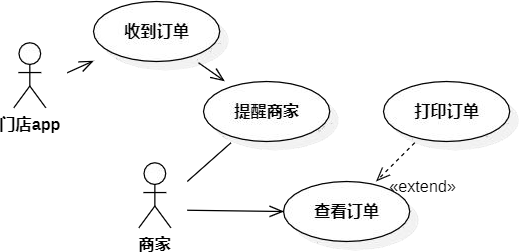 收到订单
门店app
提醒商家
打印订单
«extend»
查看订单
商家